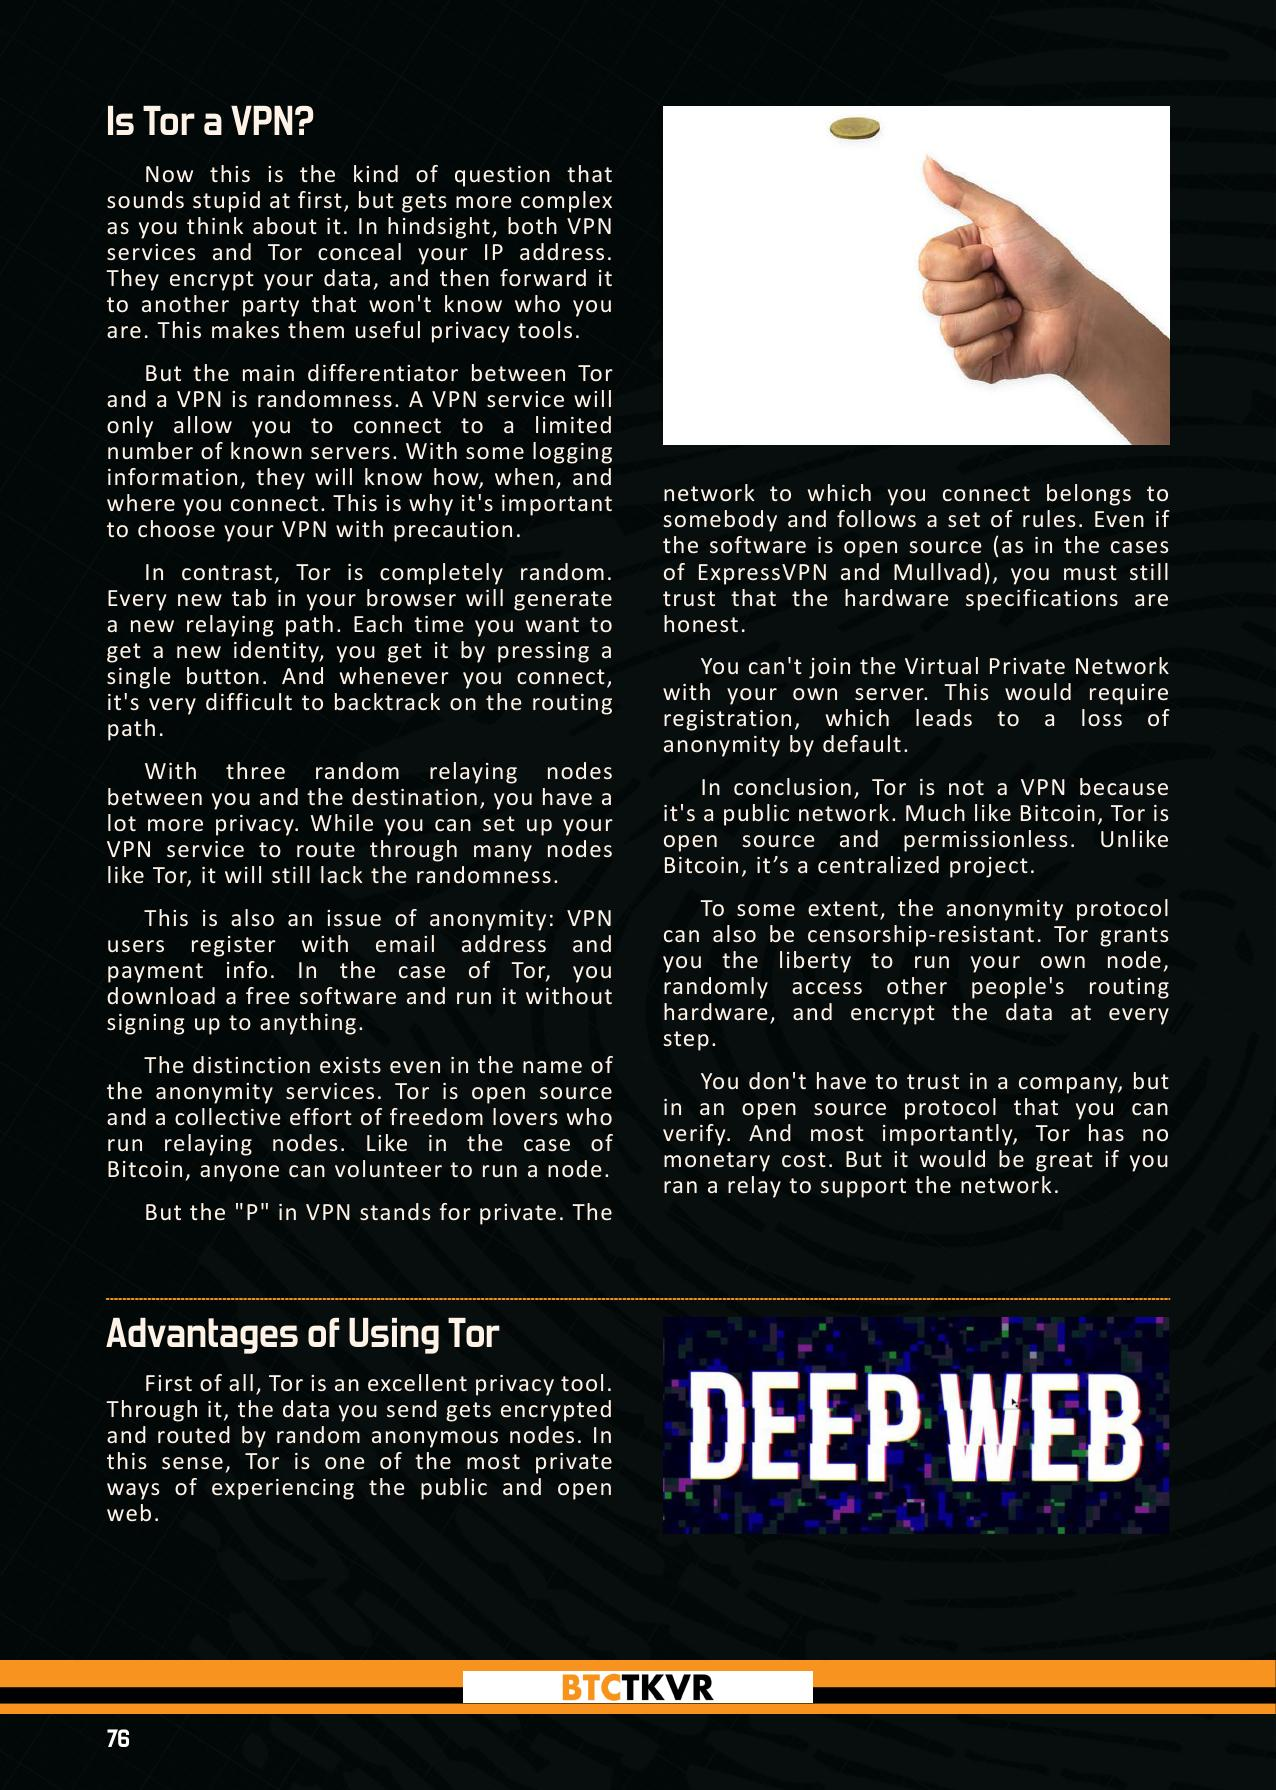 Is Tor a VPN?
Now this is the kind of question that
sounds stupid at first, but gets more complex
as you think about it. In hindsight, both VPN
services and Tor conceal your IP address.
They encrypt your data, and then forward it
to another party that won't know who you
are. This makes them useful privacy tools.
But the main differentiator between Tor
and a VPN is randomness. A VPN service will
only allow you to connect to a limited
number of known servers. With some logging
information, they will know how, when, and
where you connect. This is why it's important
to choose your VPN with precaution.
In contrast, Tor is completely random.
Every new tab in your browser will generate
a new relaying path. Each time you want to
get a new identity, you get it by pressing a
single button. And whenever you connect,
it's very difficult to backtrack on the routing
path.
With three random relaying nodes
between you and the destination, you have a
lot more privacy. While you can set up your
VPN service to route through many nodes
like Tor, it will still lack the randomness.
This is also an issue of anonymity: VPN
users register with email address and
payment info. In the case of Tor, you
download a free software and run it without
signing up to anything.
The distinction exists even in the name of
the anonymity services. Tor is open source
and a collective effort of freedom lovers who
run relaying nodes. Like in the case of
Bitcoin, anyone can volunteer to run a node.
But the "P" in VPN stands for private. The
network to which you connect belongs to
somebody and follows a set of rules. Even if
the software is open source (as in the cases
of ExpressVPN and Mullvad), you must still
trust that the hardware specifications are
honest.
You can't join the Virtual Private Network
with your own server. This would require
registration, which leads to a loss of
anonymity by default.
In conclusion, Tor is not a VPN because
it's a public network. Much like Bitcoin, Tor is
open source and permissionless. Unlike
Bitcoin, it’s a centralized project.
To some extent, the anonymity protocol
can also be censorship-resistant. Tor grants
you the liberty to run your own node,
randomly access other people's routing
hardware, and encrypt the data at every
step.
You don't have to trust in a company, but
in an open source protocol that you can
verify. And most importantly, Tor has no
monetary cost. But it would be great if you
ran a relay to support the network.
Advantages of Using Tor
First of all, Tor is an excellent privacy tool.
Through it, the data you send gets encrypted
and routed by random anonymous nodes. In
this sense, Tor is one of the most private
ways of experiencing the public and open
web.
DEEP WEB
BTCTKVR
76